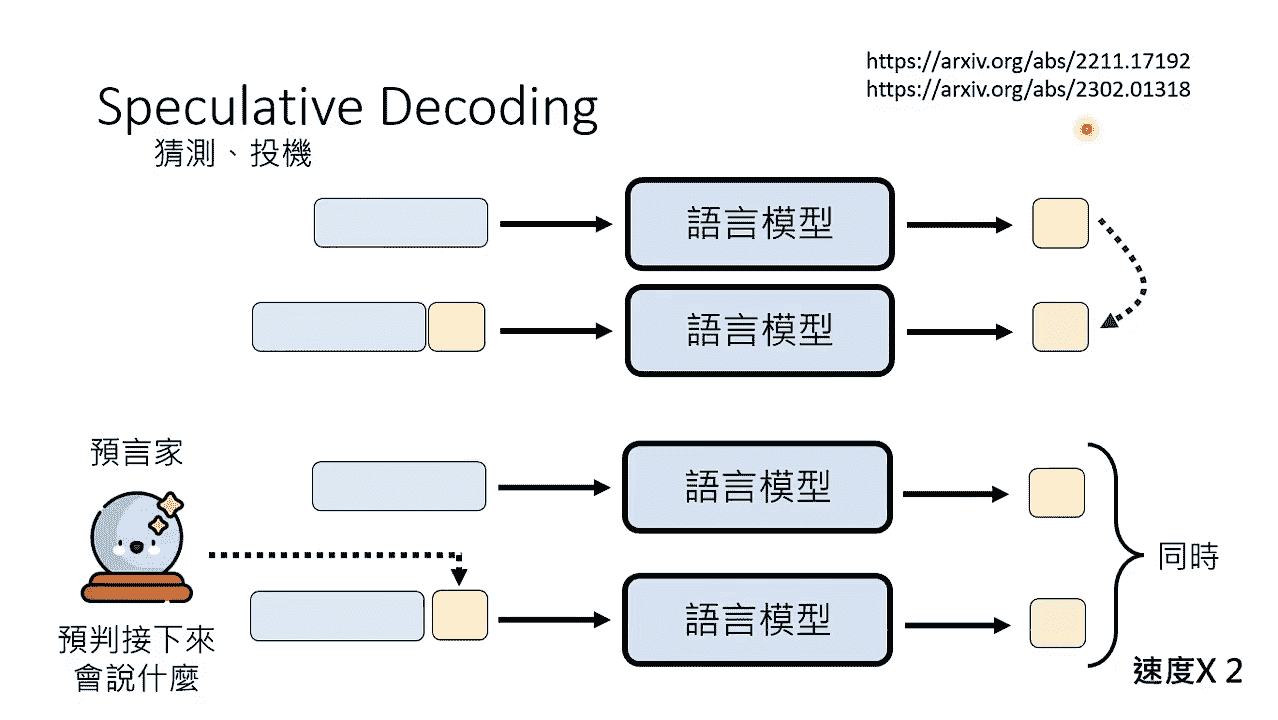 https://arxiv.org/abs/2211.17192
https://arxiv.org/abs/2302.01318
Speculative Decoding
猜測、投機
語言模型
語言模型
預言家
語言模型
同時
語言模型
預判接下來
會說什麼
速度X 2